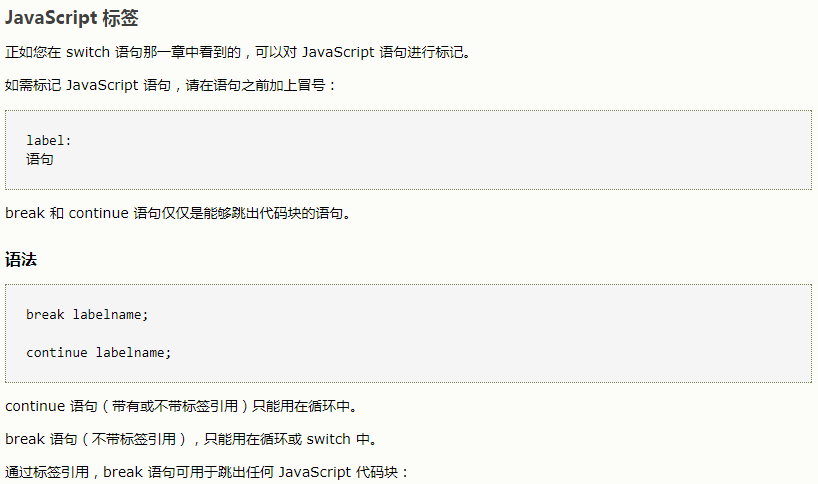 JavaScript 标签
正如您在 switch 语句那一章中看到的，可以对 JavaScript 语句进行标记。
如需标记 JavaScript 语句，请在语句之前加上冒号：
label:
语句
break 和 continue 语句仅仅是能够跳出代码块的语句。
语法
break labelname;
continue labelname;
continue 语句（带有或不带标签引用）只能用在循环中。
break 语句（不带标签引用），只能用在循环或 switch 中。
通过标签引用，break 语句可用于跳出任何 JavaScript 代码块：